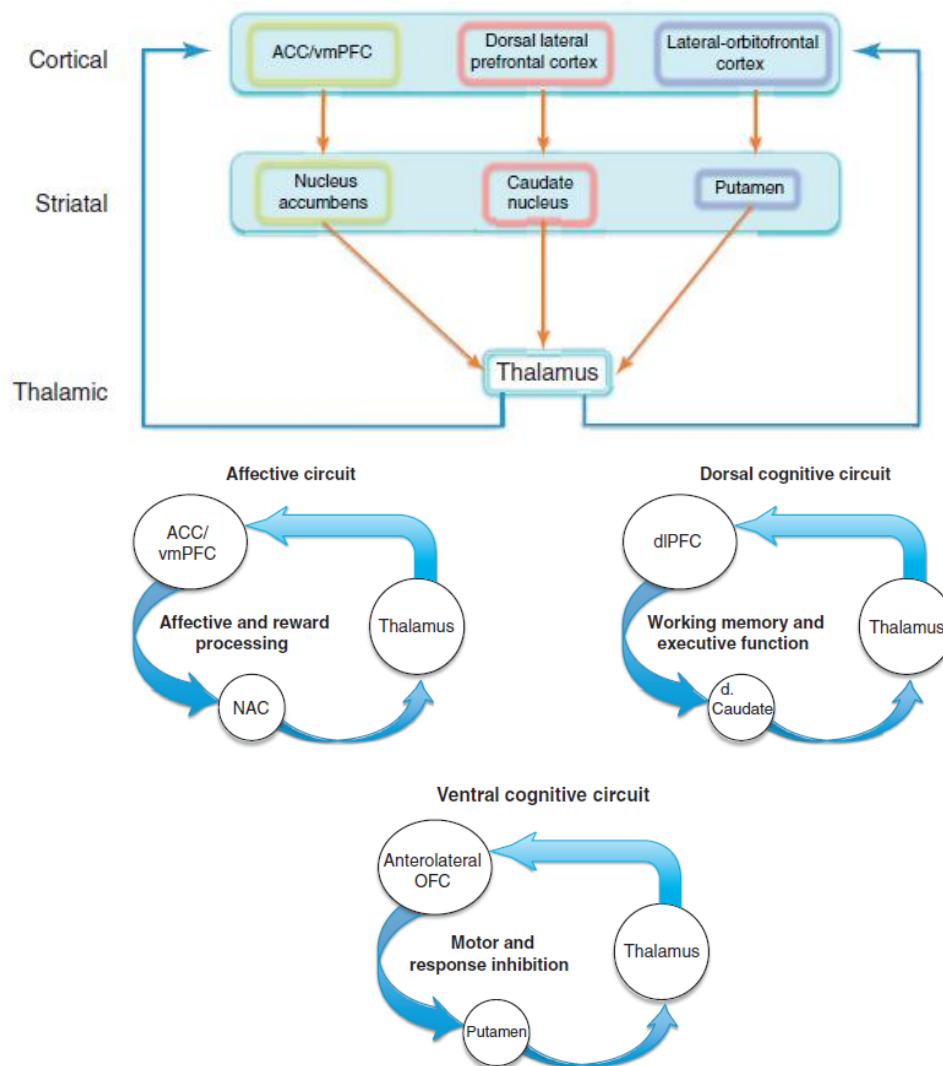 Cortical
ACC/vmPFC
Dorsal lateral
prefrontal cortex
Lateral-orbitofrontal
cortex
Striatal
Nucleus
accumbens
Caudate
nucleus
Putamen
Thalamic
Thalamus
Affective circuit
ACC/
vmPFC
Affective and reward
processing
Thalamus
NAC
Dorsal cognitive circuit
dlPFC
Working memory and
executive function
Thalamus
d.
Caudate
Ventral cognitive circuit
Anterolateral
OFC
Motor and
response inhibition
Thalamus
Putamen